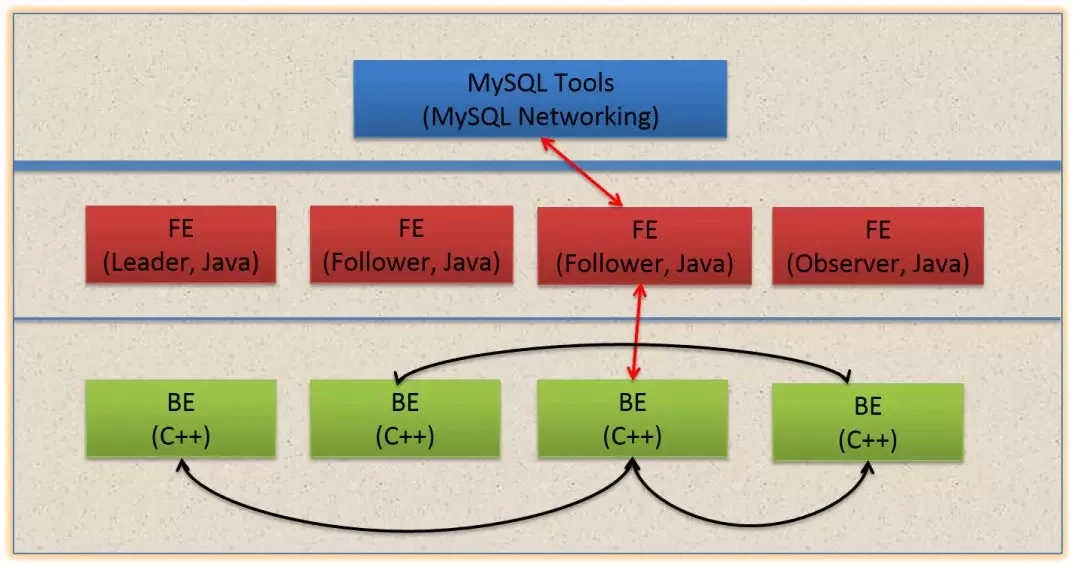 MySQL Tools
(MySQL Networking)
FE
(Leader, Java)
FE
(Follower, Java)
FE
(Follower, Java)
FE
(Observer, Java)
BE
(C++)
BE
(C++)
BE
(C++)
BE
(C++)